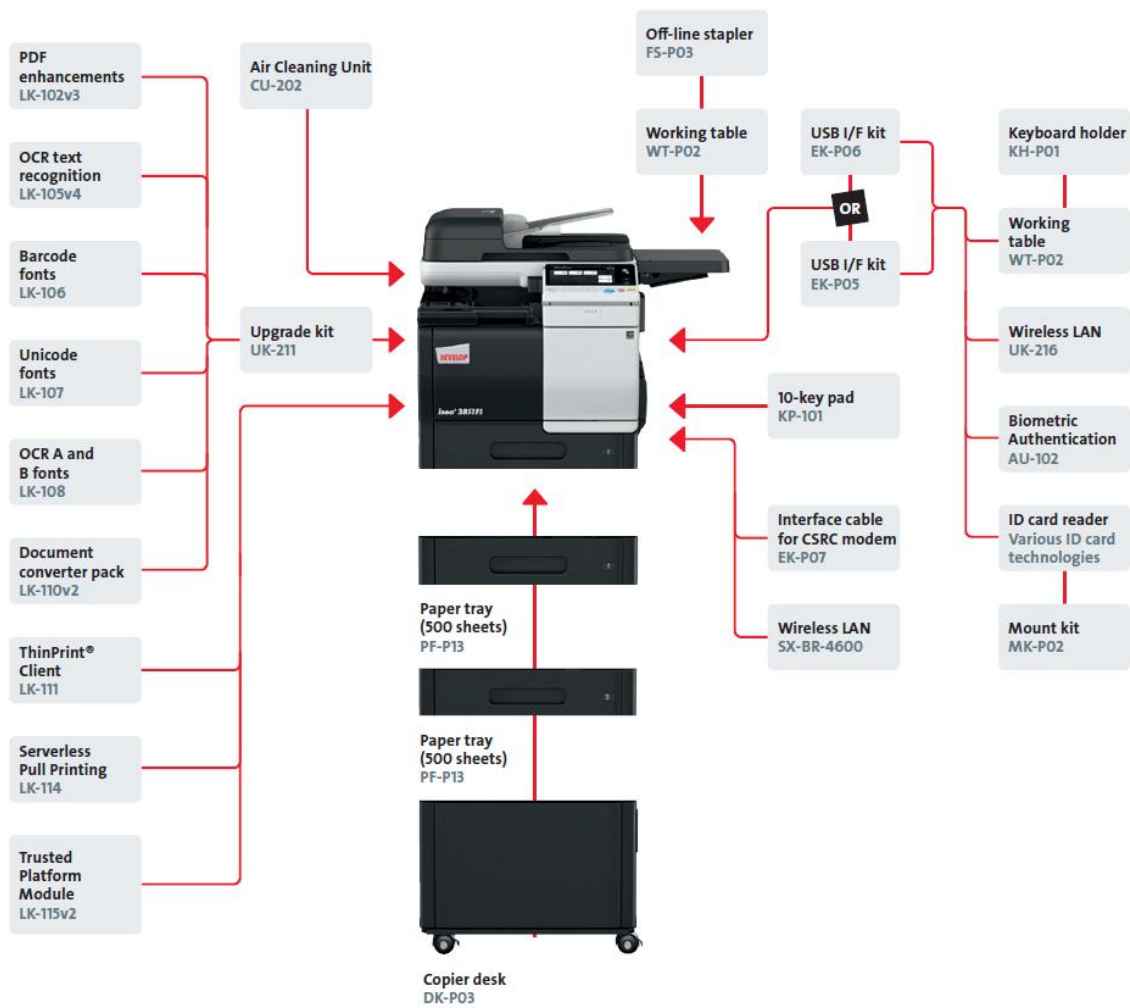 PDF
enhancements
LK-102v3
OCR text
recognition
LK-105v4
Barcode
fonts
LK-106
Unicode
fonts
LK-107
OCR A and
B fonts
LK-108
Document
converter pack
LK-110v2
ThinPrint®
Client
LK-111
Serverless
Pull Printing
LK-114
Trusted
Platform
Module
LK-115v2
Air Cleaning Unit
CU-202
Upgrade kit
UK-211
Off-line stapler
FS-P03
Working table
WT-P02
DEVELOP
ineo+ 3851FS
Paper tray
(500 sheets)
PF-P13
Paper tray
(500 sheets)
PF-P13
Copier desk
DK-P03
USB I/F kit
EK-P06
OR
USB I/F kit
EK-P05
10-key pad
KP-101
Interface cable
for CSRC modem
EK-P07
Wireless LAN
SX-BR-4600
Keyboard holder
KH-P01
Working
table
WT-P02
Wireless LAN
UK-216
Biometric
Authentication
AU-102
ID card reader
Various ID card
technologies
Mount kit
MK-P02